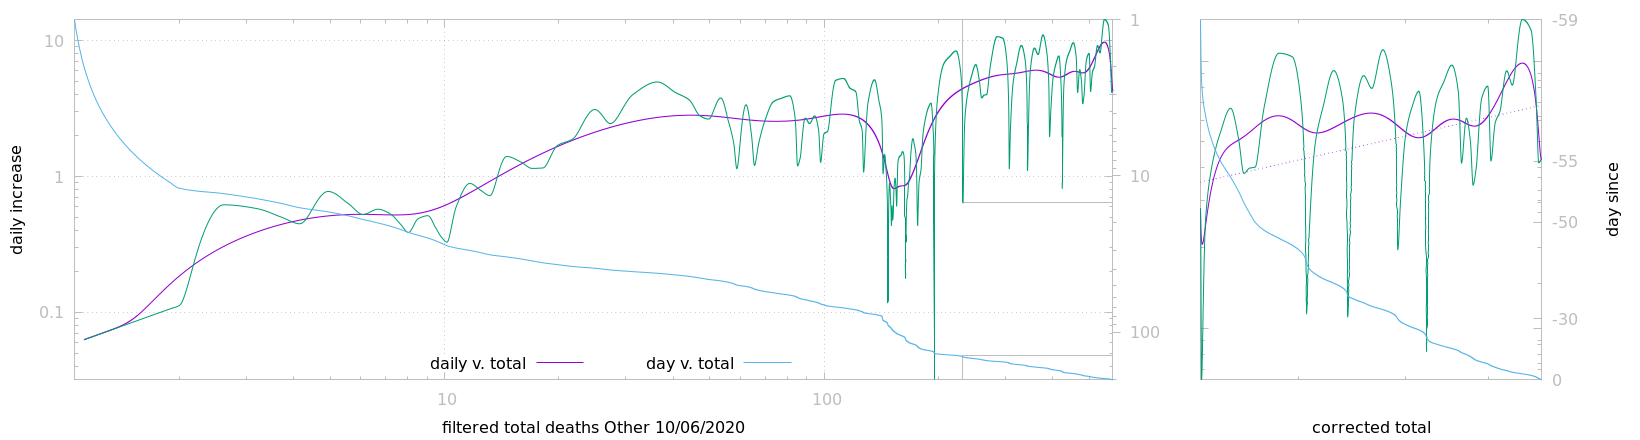 daily increase
10
1
0.1
daily v. total
day v. total
10
100
filtered total deaths Other 10/06/2020
1
10
100
-59
-55
-50
-30
0
day since
corrected total